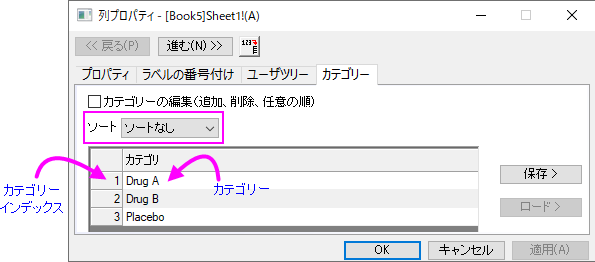 列プロパティ - [Book5]Sheet1!(A)
<< 戻る(P) 進む(N) >>
プロパティ ラベルの番号付け ユーザツリー カテゴリー
カテゴリーの編集(追加、削除、任意の順)
ソート ソートなし
カテゴリ
1 Drug A
2 Drug B
3 Placebo
カテゴリー
インデックス
カテゴリー
保存 >
ロード >
OK キャンセル 適用(A)